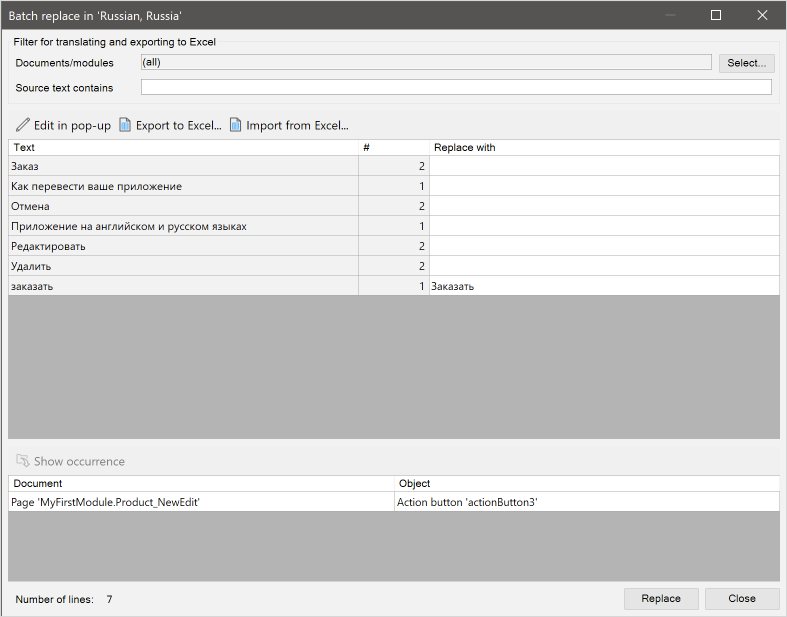 Batch replace in 'Russian, Russia'
Filter for translating and exporting to Excel
Documents/modules (all) Select...
Source text contains
Edit in pop-up Export to Excel... Import from Excel...
Text # Replace with
Заказ 2
Как перевести ваше приложение 1
Отмена 2
Приложение на английском и русском языках 1
Редактировать 2
Удалить 2
заказать 1 Заказать
Show occurrence
Document Object
Page 'MyFirstModule.Product_NewEdit' Action button 'actionButton3'
Number of lines: 7 Replace Close